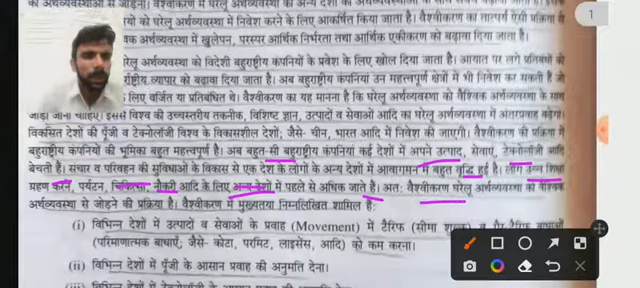 की अर्थव्यवस्थाओं से जोड़ना। वैश्वीकरण में घरेलू अर्थव्यवस्था
यों को घरेलू अर्थव्यवस्था में निवेश करने के लिए आकर्षित किया जाता है। वैश्वीकरण का तात्पर्य ऐसी प्रक्रिया से
अर्थव्यवस्था में खुलेपन, परस्पर आर्थिक निर्भरता तथा आर्थिक एकीकरण को बढ़ावा दिया जाता है।
रेलू अर्थव्यवस्था को विदेशी बहुराष्ट्रीय कंपनियों के प्रवेश के लिए खोल दिया जाता है। आयात पर लगे प्रतिबंधों को
र्राष्ट्रीय व्यापार को बढ़ावा दिया जाता है। अब बहुराष्ट्रीय कंपनियां उन महत्त्वपूर्ण क्षेत्रों में भी निवेश कर सकती हैं जो
लिए वर्जित या प्रतिबंधित थे। वैश्वीकरण का यह मानना है कि घरेलू अर्थव्यवस्था को वैश्विक अर्थव्यवस्था के साथ
जोड़ा जाना चाहिए। इससे विश्व की उच्चस्तरीय तकनीक, विशिष्ट ज्ञान, उत्पादों व सेवाओं आदि का घरेलू अर्थव्यवस्था में अंतरप्रवाह बढ़ेगा।
विकसित देशों की पूँजी व टेक्नोलॉजी विश्व के विकासशील देशों; जैसे- चीन, भारत आदि में निवेश की जाएगी। वैश्वीकरण की प्रक्रिया में
बहुराष्ट्रीय कंपनियों की भूमिका बहुत महत्त्वपूर्ण है। अब बहुत-सी बहुराष्ट्रीय कंपनियां कई देशों में अपने उत्पाद, सेवाएं, टेक्नोलॉजी आदि
बेचती हैं। संचार व परिवहन की सुविधाओं के विकास से एक देश के लोगों के अन्य देशों में आवागमन में बहुत वृद्धि हुई है। लोग उच्च शिक्षा
ग्रहण करने, पर्यटन, चिकित्सा, नौकरी आदि के लिए अन्य देशों में पहले से अधिक जाते हैं। अतः वैश्वीकरण घरेलू अर्थव्यवस्था को वैश्विक
अर्थव्यवस्था से जोड़ने की प्रक्रिया है। वैश्वीकरण में मुख्यतया निम्नलिखित शामिल हैं:
(i) विभिन्न देशों में उत्पादों व सेवाओं के प्रवाह (Movement) में टैरिफ (सीमा शुल्क) व गैर टैरिफ बाधाओं
(परिमाणात्मक बाधाएँ, जैसे- कोटा, परमिट, लाइसेंस, आदि) को कम करना।
(ii) विभिन्न देशों में पूँजी के आसान प्रवाह की अनुमति देना।
(iii) विभिन्न देशों में टेक्नोलॉजी के आसान प्रवाह की
1